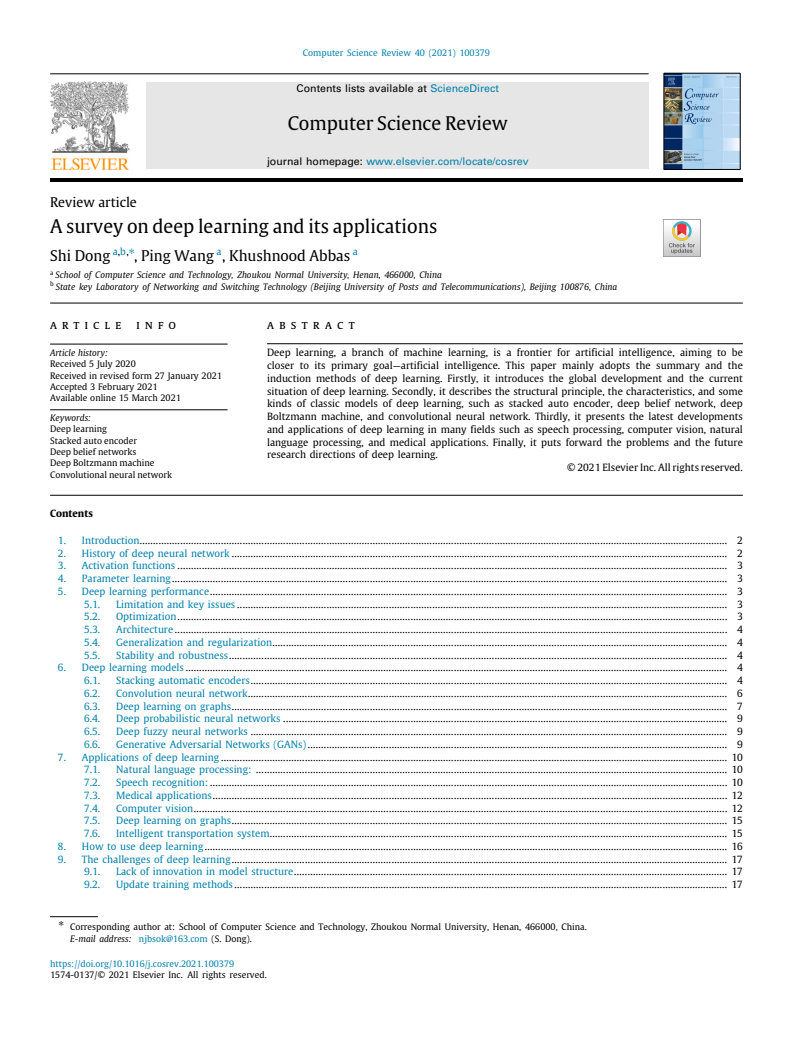 Computer Science Review 40 (2021) 100379
Contents lists available at ScienceDirect
Computer Science Review
journal homepage: www.elsevier.com/locate/cosrev
ELSEVIER
Computer
Science
Review
Review article
A survey on deep learning and its applications
Shi Dong a,b,*, Ping Wang a, Khushnood Abbas a
Check for
updates
a School of Computer Science and Technology, Zhoukou Normal University, Henan, 466000, China
b State key Laboratory of Networking and Switching Technology (Beijing University of Posts and Telecommunications), Beijing 100876, China
ARTICLE INFO
Article history:
Received 5 July 2020
Received in revised form 27 January 2021
Accepted 3 February 2021
Available online 15 March 2021
Keywords:
Deep learning
Stacked auto encoder
Deep belief networks
Deep Boltzmann machine
Convolutional neural network
ABSTRACT
Deep learning, a branch of machine learning, is a frontier for artificial intelligence, aiming to be
closer to its primary goal—artificial intelligence. This paper mainly adopts the summary and the
induction methods of deep learning. Firstly, it introduces the global development and the current
situation of deep learning. Secondly, it describes the structural principle, the characteristics, and some
kinds of classic models of deep learning, such as stacked auto encoder, deep belief network, deep
Boltzmann machine, and convolutional neural network. Thirdly, it presents the latest developments
and applications of deep learning in many fields such as speech processing, computer vision, natural
language processing, and medical applications. Finally, it puts forward the problems and the future
research directions of deep learning.
© 2021 Elsevier Inc. All rights reserved.
Contents
1. Introduction 2
2. History of deep neural network 2
3. Activation functions 3
4. Parameter learning 3
5. Deep learning performance 3
5.1. Limitation and key issues 3
5.2. Optimization 3
5.3. Architecture 4
5.4. Generalization and regularization 4
5.5. Stability and robustness 4
6. Deep learning models 4
6.1. Stacking automatic encoders 4
6.2. Convolution neural network 6
6.3. Deep learning on graphs 7
6.4. Deep probabilistic neural networks 9
6.5. Deep fuzzy neural networks 9
6.6. Generative Adversarial Networks (GANs) 9
7. Applications of deep learning 10
7.1. Natural language processing: 10
7.2. Speech recognition: 10
7.3. Medical applications 12
7.4. Computer vision 12
7.5. Deep learning on graphs 15
7.6. Intelligent transportation system 15
8. How to use deep learning 16
9. The challenges of deep learning 17
9.1. Lack of innovation in model structure 17
9.2. Update training methods 17
* Corresponding author at: School of Computer Science and Technology, Zhoukou Normal University, Henan, 466000, China.
E-mail address: njbsok@163.com (S. Dong).
https://doi.org/10.1016/j.cosrev.2021.100379
1574-0137/© 2021 Elsevier Inc. All rights reserved.